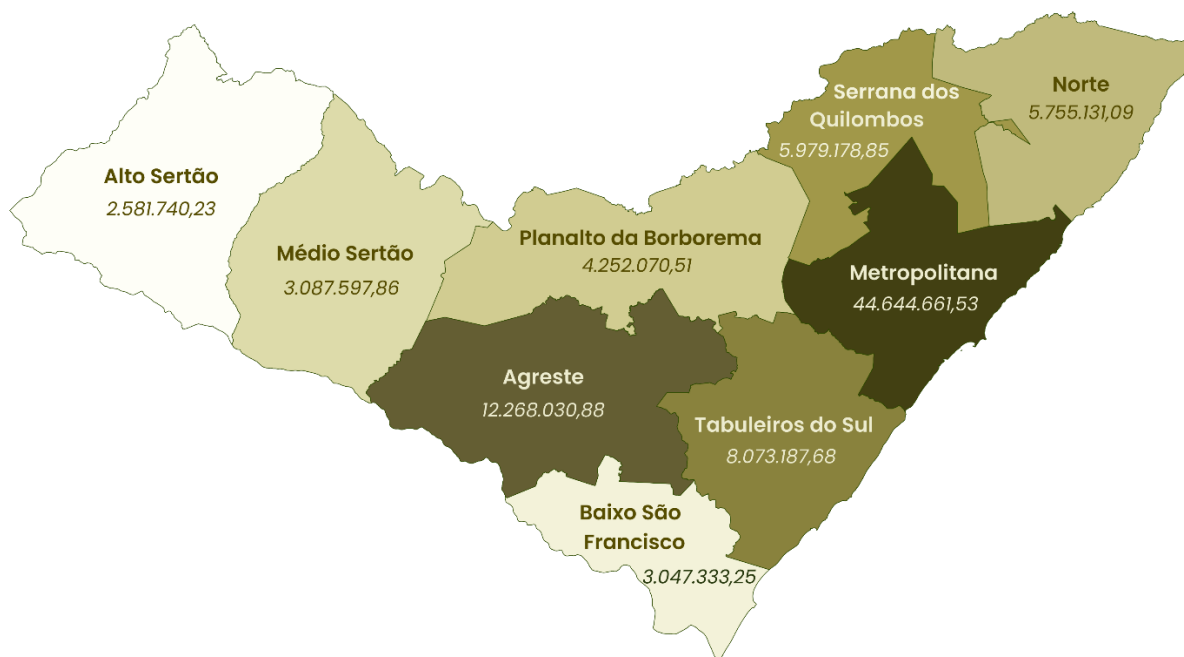 Serrana dos
Quilombos
5.979.178,85
Norte
5.755.131,09
Alto Sertão
2.581.740,23
Médio Sertão
3.087.597,86
Planalto da Borborema
4.252.070,51
Metropolitana
44.644.661,53
Agreste
12.268.030,88
Tabuleiros do Sul
8.073.187,68
Baixo São
Francisco
3.047.333,25